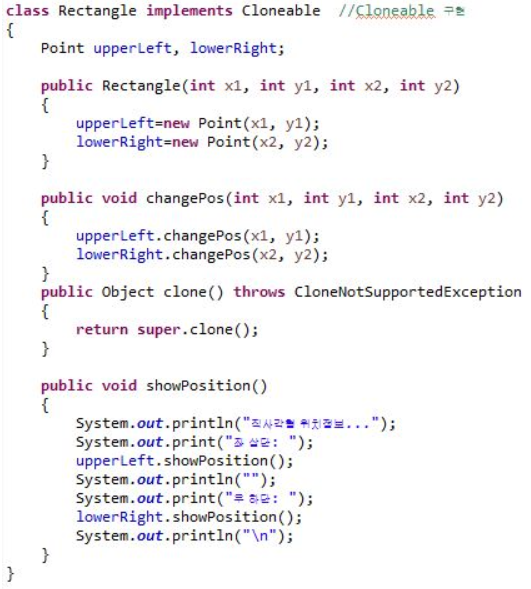 class Rectangle implements Cloneable  //Cloneable 구현
{
    Point upperLeft, lowerRight;

    public Rectangle(int x1, int y1, int x2, int y2)
    {
        upperLeft=new Point(x1, y1);
        lowerRight=new Point(x2, y2);
    }

    public void changePos(int x1, int y1, int x2, int y2)
    {
        upperLeft.changePos(x1, y1);
        lowerRight.changePos(x2, y2);
    }
    public Object clone() throws CloneNotSupportedException
    {
        return super.clone();
    }

    public void showPosition()
    {
        System.out.println("직사각형 위치정보...");
        System.out.print("좌 상단: ");
        upperLeft.showPosition();
        System.out.println("");
        System.out.print("우 하단: ");
        lowerRight.showPosition();
        System.out.println("\n");
    }
}